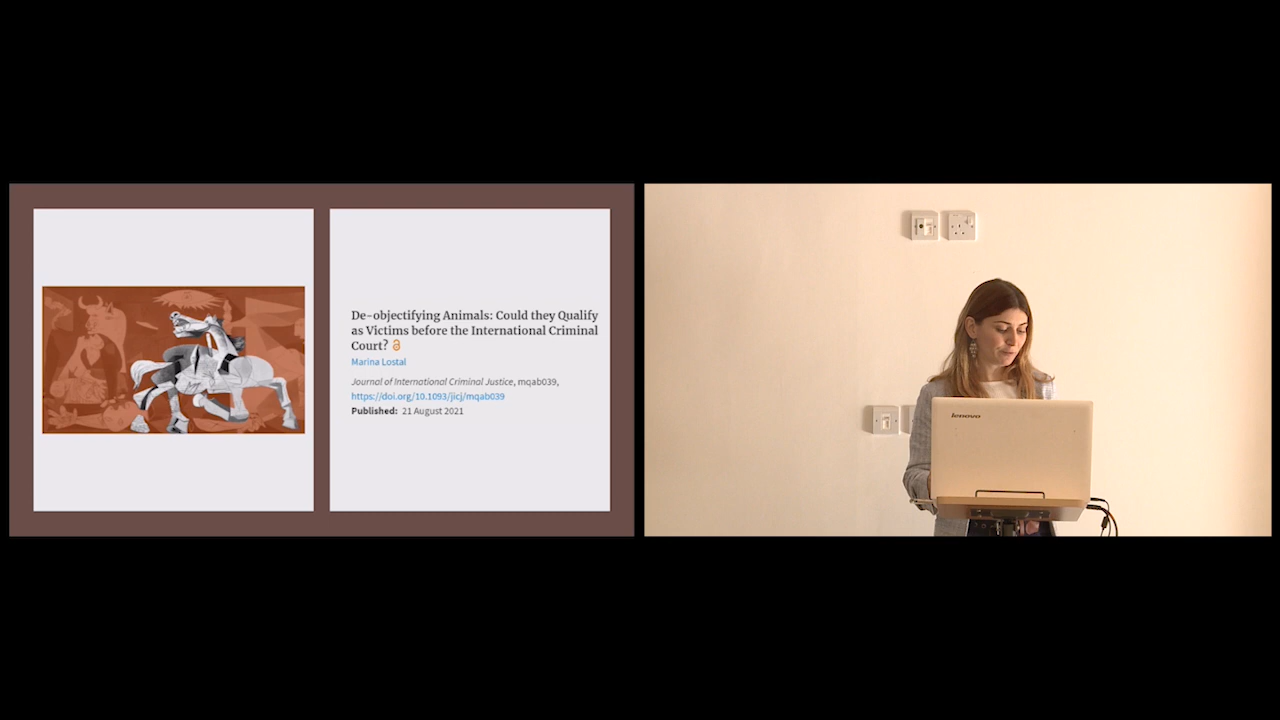 De-objectifying Animals: Could they Qualify
as Victims before the International Criminal
Court?
Marina Lostal
Journal of International Criminal Justice, mqab039,
https://doi.org/10.1093/jicj/mqab039
Published: 21 August 2021
lenovo